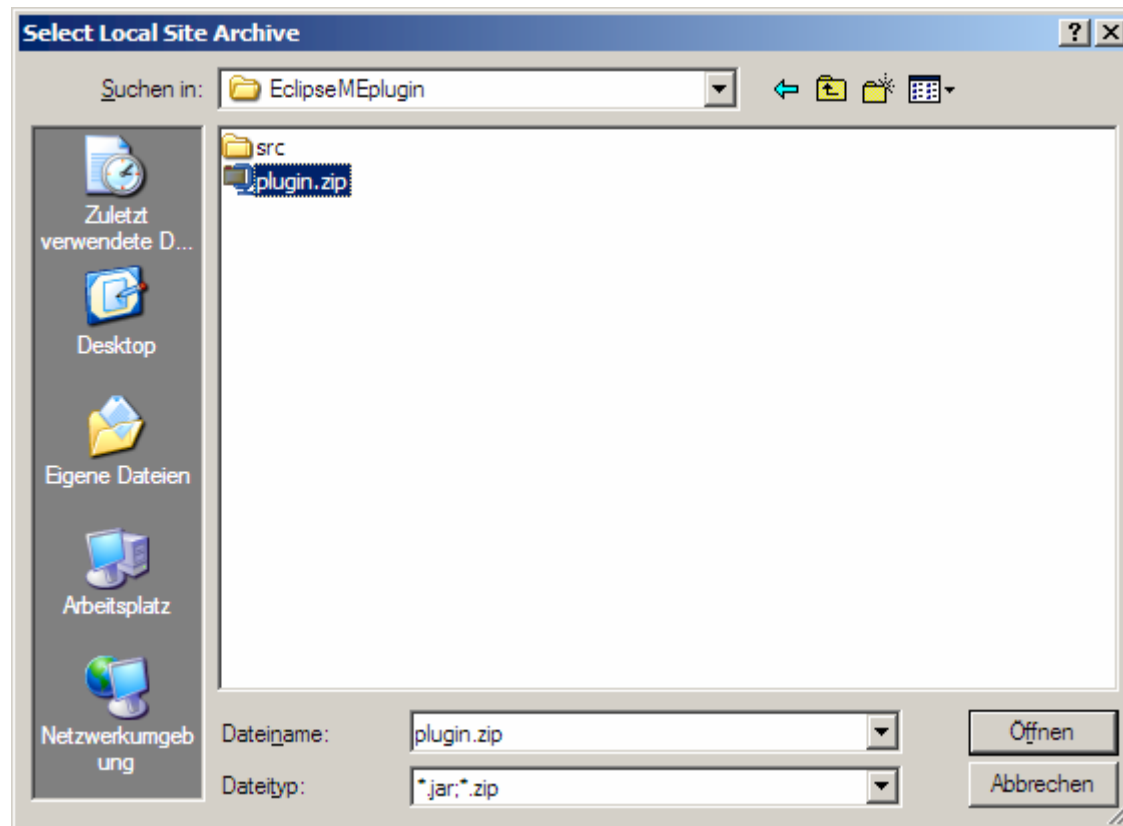 Select Local Site Archive
Suchen in:
EclipseMEplugin
src
plugin.zip
Zuletzt
verwendete D...
Desktop
Eigene Dateien
Arbeitsplatz
Netzwerkumgeb
ung
Dateiname:
plugin.zip
Öffnen
Dateityp:
*.jar;*.zip
Abbrechen